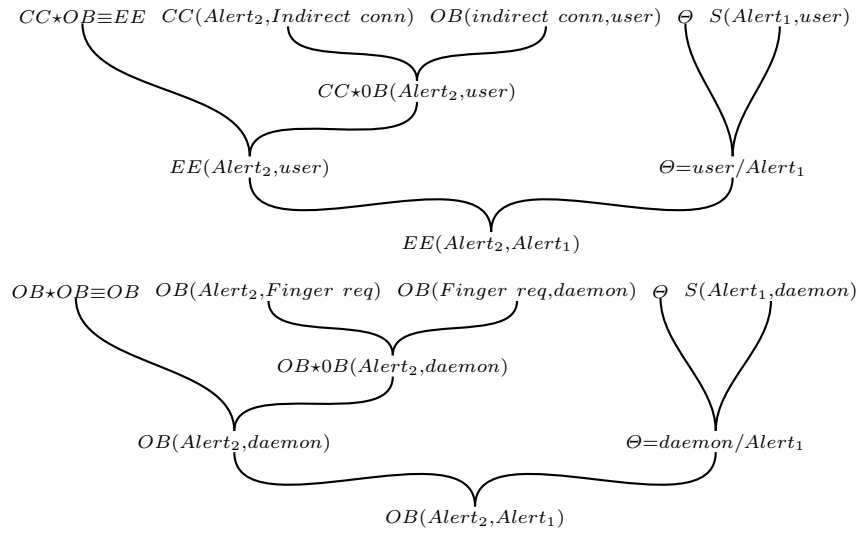 CC⋆OB≡EE CC(Alert₂,Indirect conn) OB(indirect conn,user) Θ S(Alert₁,user)
CC⋆0B(Alert₂,user)
EE(Alert₂,user) Θ=user/Alert₁
EE(Alert₂,Alert₁)
OB⋆OB≡OB OB(Alert₂,Finger req) OB(Finger req,daemon) Θ S(Alert₁,daemon)
OB⋆0B(Alert₂,daemon)
OB(Alert₂,daemon) Θ=daemon/Alert₁
OB(Alert₂,Alert₁)